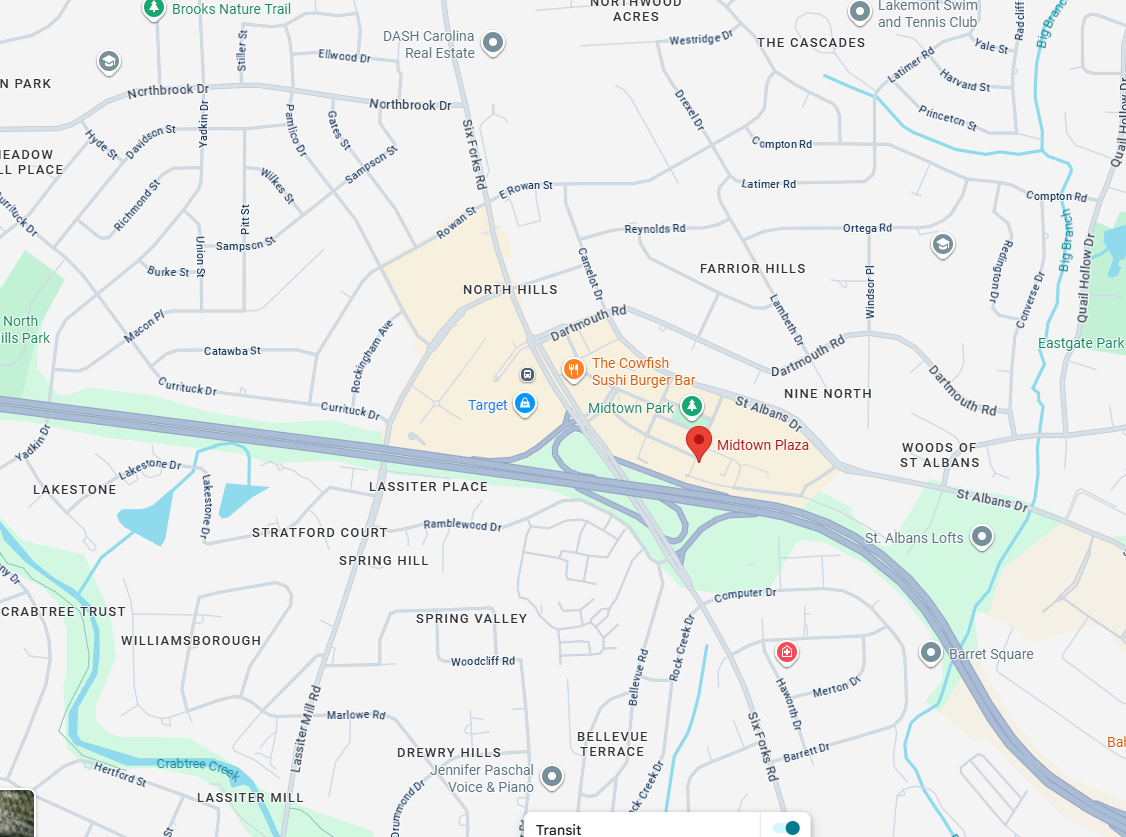 Brooks Nature Trail
NORTHWOOD
ACRES
Lakemont Swim
and Tennis Club
Radcliff
Big Branch
DASH Carolina
Real Estate
Westridge Dr
THE CASCADES
Yale St
Stiller St
Ellwood Dr
Latimer Rd
Harvard St
N PARK
Northbrook Dr
Northbrook Dr
Drexel Dr
Princeton St
Quail Hollow Dr
Hyde St
Davidson St
Yadkin Dr
Pamlico Dr
Gates St
Sampson St
Six Forks Rd
Compton Rd
EADOW
LL PLACE
Wilkes St
E Rowan St
Latimer Rd
Compton Rd
Currituck Dr
Richmond St
Pitt St
Rowan St
Reynolds Rd
Ortega Rd
Big Branch
Union St
Sampson St
Burke St
Camelot Dr
FARRIOR HILLS
Windsor Pl
Redington Dr
Converse Dr
Quail Hollow Dr
NORTH HILLS
North
ills Park
Macon Pl
Rockingham Ave
Dartmouth Rd
Lambeth Dr
Dartmouth Rd
Eastgate Park
Catawba St
The Cowfish
Sushi Burger Bar
Currituck Dr
Currituck Dr
Target
Midtown Park
St Albans Dr
NINE NORTH
Dartmouth Rd
Midtown Plaza
Yadkin Dr
WOODS OF
ST ALBANS
Lakestone Dr
LAKESTONE
Lakestone Dr
LASSITER PLACE
St Albans Dr
STRATFORD COURT
Ramblewood Dr
St. Albans Lofts
SPRING HILL
ny Dr
CRABTREE TRUST
Computer Dr
SPRING VALLEY
WILLIAMSBOROUGH
Rock Creek Dr
Woodcliff Rd
Bellevue Rd
Barret Square
Haworth Dr
Merton Dr
Lassiter Mill Rd
Marlowe Rd
Six Forks Rd
DREWRY HILLS
BELLEVUE
TERRACE
Barrett Dr
Bah
Crabtree Creek
Hertford St
Jennifer Paschal
Voice & Piano
ck Creek Dr
LASSITER MILL
Drummond Dr
St
Transit